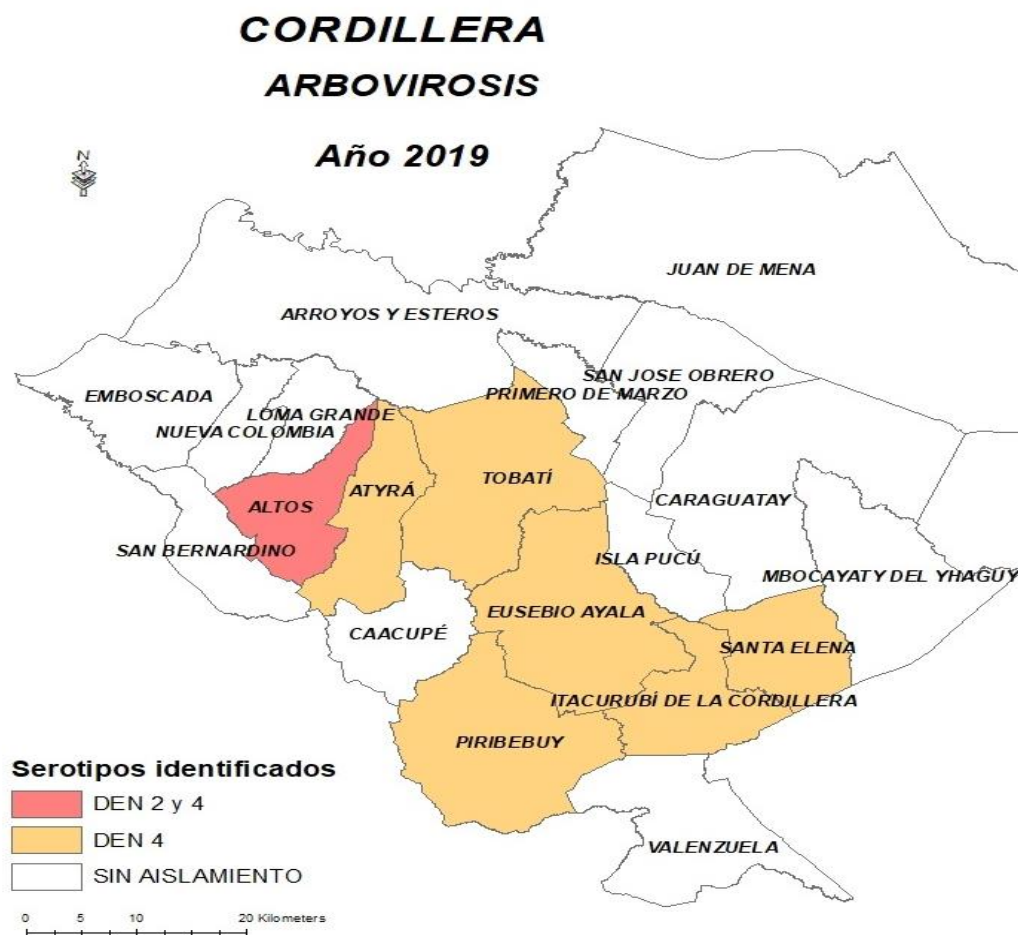 CORDILLERA
ARBOVIROSIS
Año 2019
N
JUAN DE MENA
ARROYOS Y ESTEROS
SAN JOSE OBRERO
EMBOSCADA
PRIMERO DE MARZO
LOMA GRANDE
NUEVA COLOMBIA
TOBATÍ
ATYRÁ
ALTOS
CARAGUATAY
SAN BERNARDINO
ISLA PUCÚ
MBOCAYATY DEL YHAGUY
EUSEBIO AYALA
CAACUPÉ
SANTA ELENA
ITACURUBÍ DE LA CORDILLERA
PIRIBEBUY
VALENZUELA
Serotipos identificados
DEN 2 y 4
DEN 4
SIN AISLAMIENTO
0 5 10 20 Kilometers